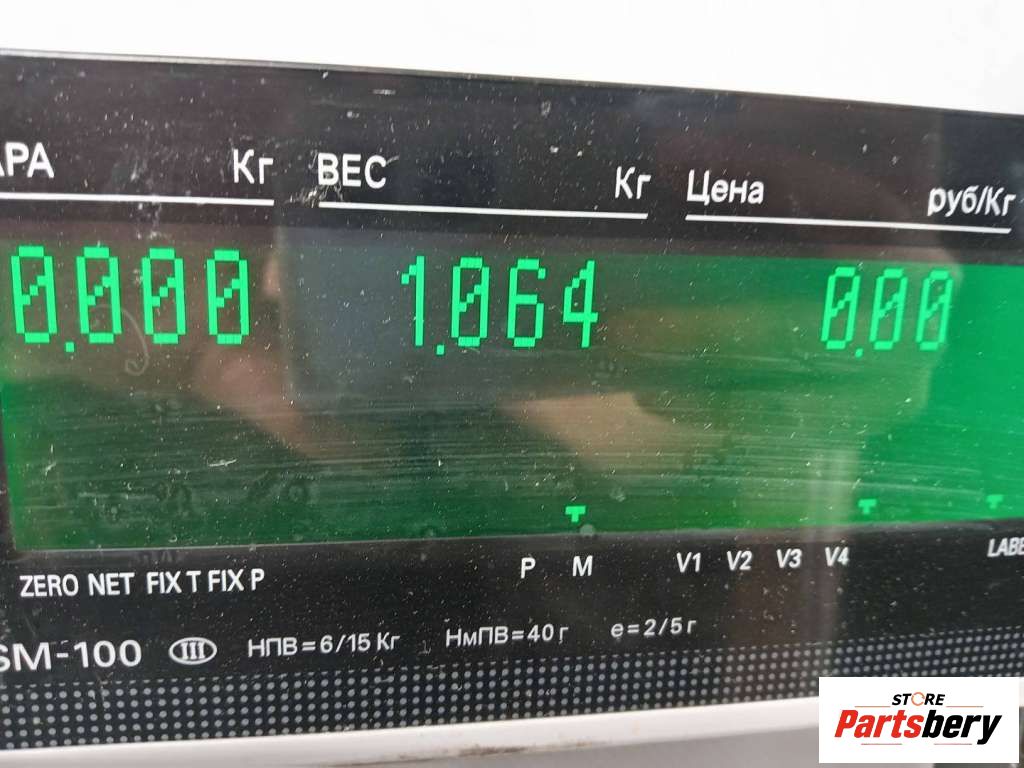 АРА Кг ВЕС Кг Цена руб/Кг
0.000 1.064 0.00
P M V1 V2 V3 V4 LABE
ZERO NET FIX T FIX P
SM-100 III НПВ=6/15 Кг НмПВ=40 г e=2/5 г
STORE
Partsbery